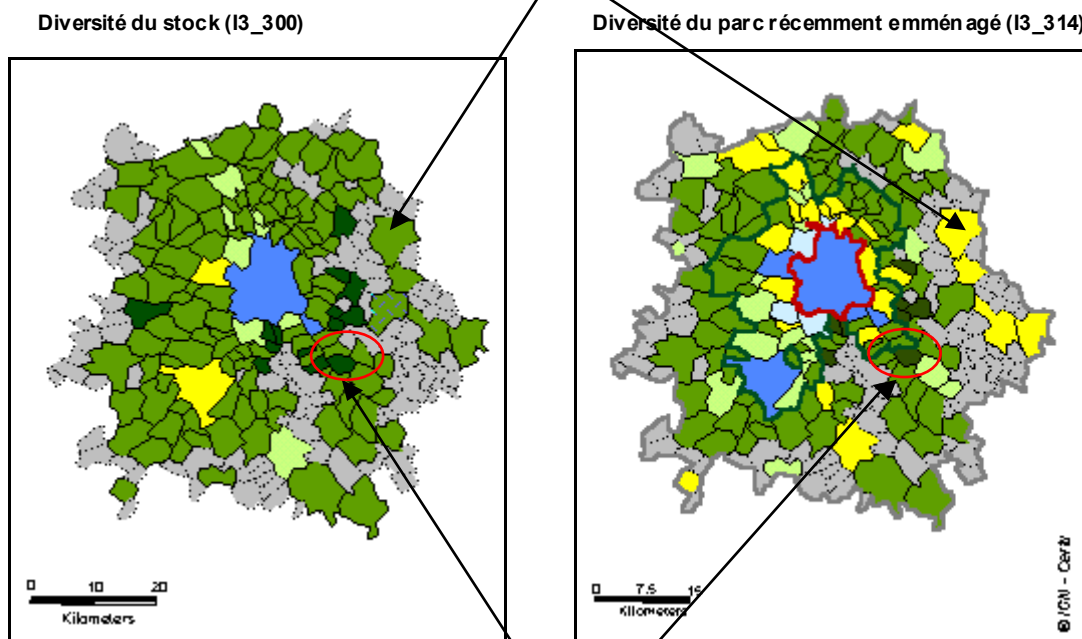 Diversité du stock (I3_300)
Diversité du parc récemment emménagé (I3_314)
0 10 20
Kilometers
0 7.5 15
Kilometers
© IGN - Certu